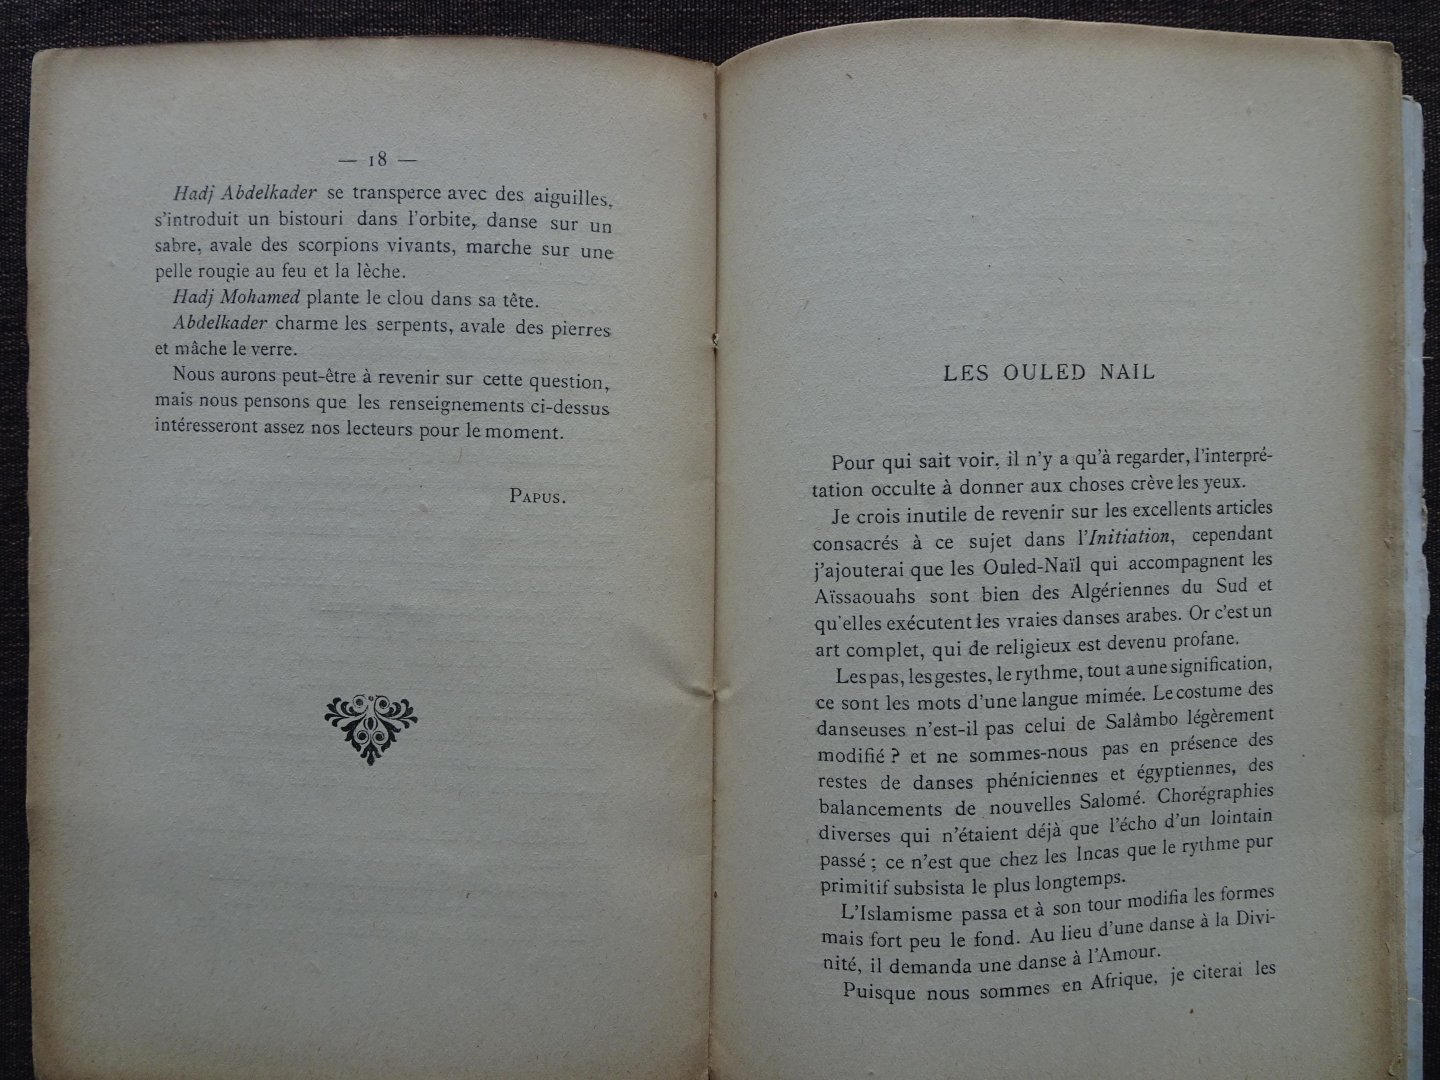 — 18 —
Hadj Abdelkader se transperce avec des aiguilles,
s'introduit un bistouri dans l'orbite, danse sur un
sabre, avale des scorpions vivants, marche sur une
pelle rougie au feu et la lèche.
Hadj Mohamed plante le clou dans sa tête.
Abdelkader charme les serpents, avale des pierres
et mâche le verre.
Nous aurons peut-être à revenir sur cette question,
mais nous pensons que les renseignements ci-dessus
intéresseront assez nos lecteurs pour le moment.
PAPUS.
LES OULED NAIL
Pour qui sait voir, il n'y a qu'à regarder, l'interpré-
tation occulte à donner aux choses crève les yeux.
Je crois inutile de revenir sur les excellents articles
consacrés à ce sujet dans l'Initiation, cependant
j'ajouterai que les Ouled-Naïl qui accompagnent les
Aïssaouahs sont bien des Algériennes du Sud et
qu'elles exécutent les vraies danses arabes. Or c'est un
art complet, qui de religieux est devenu profane.
Les pas, les gestes, le rythme, tout a une signification,
ce sont les mots d'une langue mimée. Le costume des
danseuses n'est-il pas celui de Salâmbo légèrement
modifié ? et ne sommes-nous pas en présence des
restes de danses phéniciennes et égyptiennes, des
balancements de nouvelles Salomé. Chorégraphies
diverses qui n'étaient déjà que l'écho d'un lointain
passé ; ce n'est que chez les Incas que le rythme pur
primitif subsista le plus longtemps.
L'Islamisme passa et à son tour modifia les formes
mais fort peu le fond. Au lieu d'une danse à la Divi-
nité, il demanda une danse à l'Amour.
Puisque nous sommes en Afrique, je citerai les